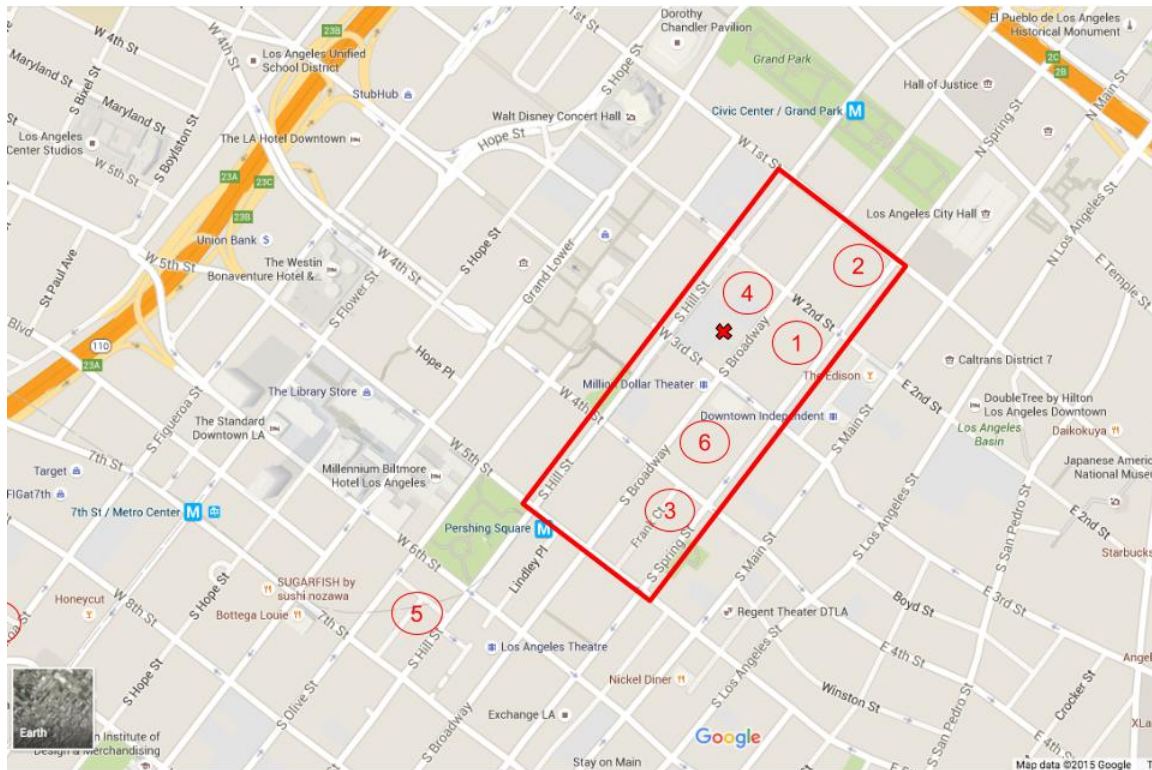 W 4th St
Maryland St
S Bixel St
Maryland St
Los Angeles
Center Studios
S Boylston St
W 5th St
23B
Los Angeles Unified
School District
StubHub
The LA Hotel Downtown
W 4th St
23A
23C
23B
Union Bank
The Westin
Bonaventure Hotel &...
W 5th St
St Paul Ave
Blvd
110
23A
S Figueroa St
S Flower St
W 4th St
S Hope St
Grand Lower
Hope Pl
Hope St
S Hope St
W 1st St
Dorothy
Chandler Pavilion
Walt Disney Concert Hall
Grand Park
Civic Center / Grand Park
M
W 1st St
El Pueblo de Los Angeles
Historical Monument
2C
2B
Hall of Justice
N Spring St
N Main St
Los Angeles City Hall
N Los Angeles St
E Temple St
2
4
S Hill St
W 2nd St
1
S Broadway
W 3rd St
Million Dollar Theater
The Edison
Downtown Independent
S Main St
W 4th St
6
S Broadway
3
Frank
S Spring St
S Hill St
Caltrans District 7
E 2nd St
DoubleTree by Hilton
Los Angeles Downtown
Los Angeles
Basin
Daikokuya
Japanese Americ
National Museu
E 2nd St
S San Pedro St
S Los Angeles St
Starbucks
E 3rd St
The Library Store
The Standard
Downtown LA
W 5th St
Millennium Biltmore
Hotel Los Angeles
Target
FIGat7th
7th St
7th St / Metro Center
M
Pershing Square
M
W 6th St
Lindley Pl
S Main St
Regent Theater DTLA
Boyd St
E 4th St
Honeycut
W 8th St
S Hope St
SUGARFISH by
sushi nozawa
Bottega Louie
7th St
5
S Hill St
Los Angeles Theatre
Nickel Diner
S Los Angeles St
Winston St
S San Pedro St
Crocker St
Angel
XLa
E 4th St
S Hope St
S Olive St
S Broadway
Exchange LA
Stay on Main
Earth
n Institute of
Design & Merchandising
Google
Map data ©2015 Google
T